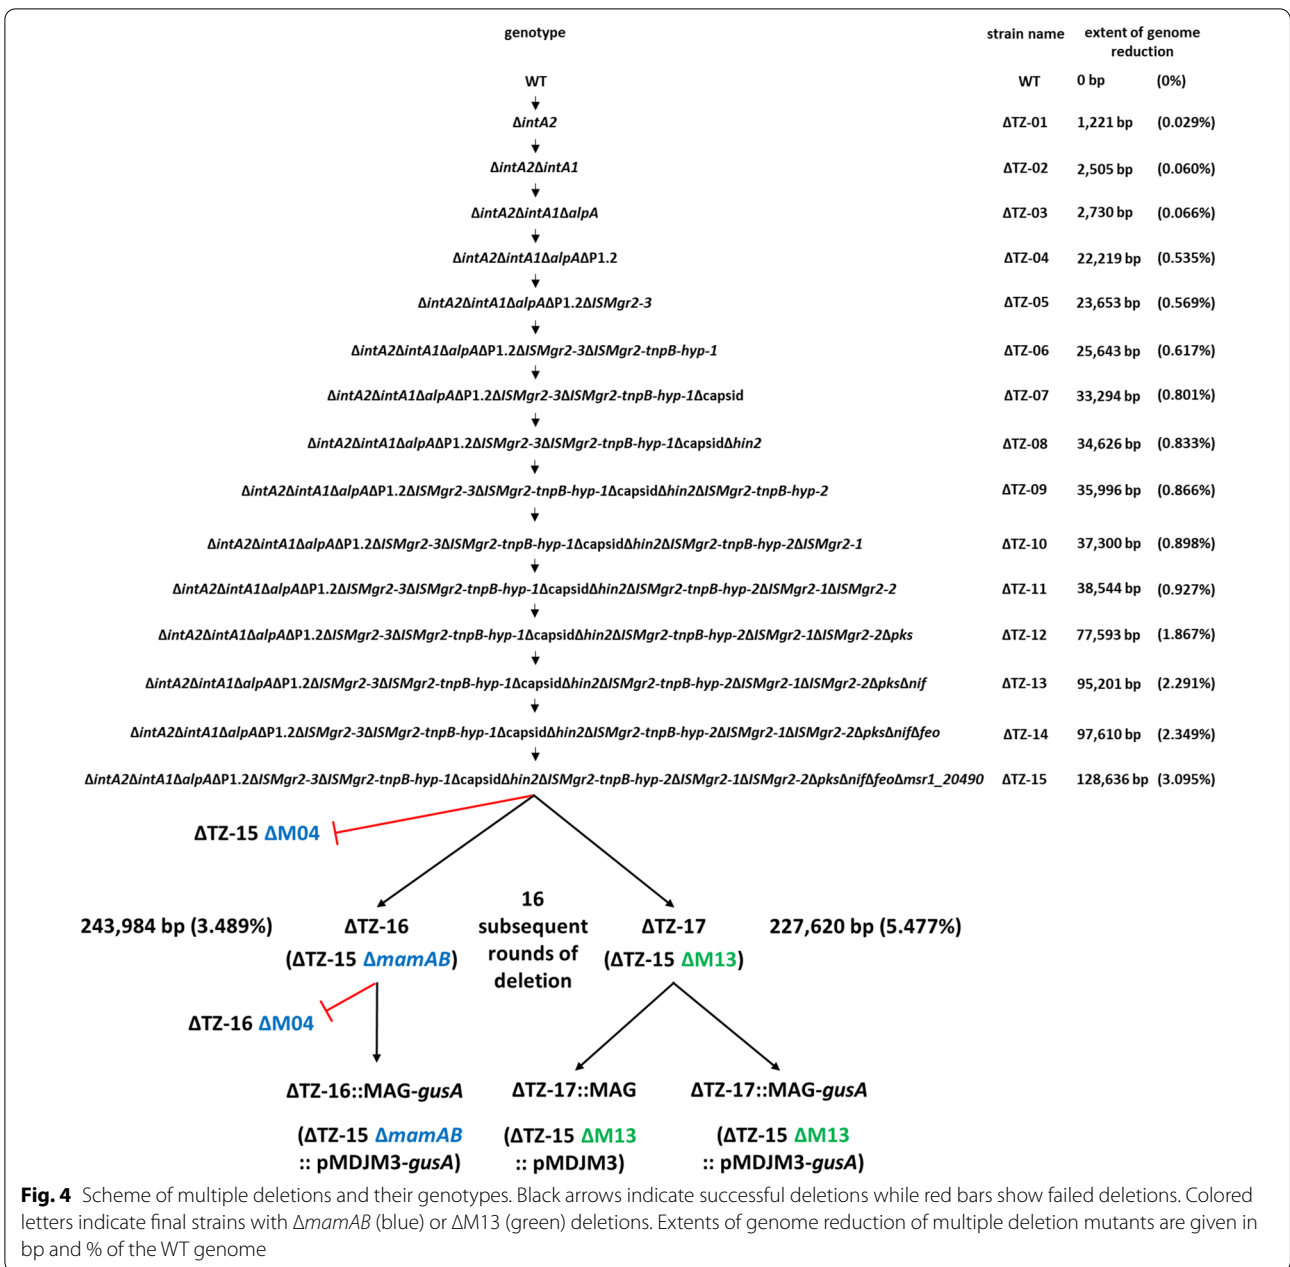 genotype strain name extent of genome
reduction
WT WT 0 bp (0%)
ΔintA2 ΔTZ-01 1,221 bp (0.029%)
ΔintA2ΔintA1 ΔTZ-02 2,505 bp (0.060%)
ΔintA2ΔintA1ΔalpA ΔTZ-03 2,730 bp (0.066%)
ΔintA2ΔintA1ΔalpAΔP1.2 ΔTZ-04 22,219 bp (0.535%)
ΔintA2ΔintA1ΔalpAΔP1.2ΔISMgr2-3 ΔTZ-05 23,653 bp (0.569%)
ΔintA2ΔintA1ΔalpAΔP1.2ΔISMgr2-3ΔISMgr2-tnpB-hyp-1 ΔTZ-06 25,643 bp (0.617%)
ΔintA2ΔintA1ΔalpAΔP1.2ΔISMgr2-3ΔISMgr2-tnpB-hyp-1Δcapsid ΔTZ-07 33,294 bp (0.801%)
ΔintA2ΔintA1ΔalpAΔP1.2ΔISMgr2-3ΔISMgr2-tnpB-hyp-1ΔcapsidΔhin2 ΔTZ-08 34,626 bp (0.833%)
ΔintA2ΔintA1ΔalpAΔP1.2ΔISMgr2-3ΔISMgr2-tnpB-hyp-1ΔcapsidΔhin2ΔISMgr2-tnpB-hyp-2 ΔTZ-09 35,996 bp (0.866%)
ΔintA2ΔintA1ΔalpAΔP1.2ΔISMgr2-3ΔISMgr2-tnpB-hyp-1ΔcapsidΔhin2ΔISMgr2-tnpB-hyp-2ΔISMgr2-1 ΔTZ-10 37,300 bp (0.898%)
ΔintA2ΔintA1ΔalpAΔP1.2ΔISMgr2-3ΔISMgr2-tnpB-hyp-1ΔcapsidΔhin2ΔISMgr2-tnpB-hyp-2ΔISMgr2-1ΔISMgr2-2 ΔTZ-11 38,544 bp (0.927%)
ΔintA2ΔintA1ΔalpAΔP1.2ΔISMgr2-3ΔISMgr2-tnpB-hyp-1ΔcapsidΔhin2ΔISMgr2-tnpB-hyp-2ΔISMgr2-1ΔISMgr2-2Δpks ΔTZ-12 77,593 bp (1.867%)
ΔintA2ΔintA1ΔalpAΔP1.2ΔISMgr2-3ΔISMgr2-tnpB-hyp-1ΔcapsidΔhin2ΔISMgr2-tnpB-hyp-2ΔISMgr2-1ΔISMgr2-2ΔpksΔnif ΔTZ-13 95,201 bp (2.291%)
ΔintA2ΔintA1ΔalpAΔP1.2ΔISMgr2-3ΔISMgr2-tnpB-hyp-1ΔcapsidΔhin2ΔISMgr2-tnpB-hyp-2ΔISMgr2-1ΔISMgr2-2ΔpksΔnifΔfeo ΔTZ-14 97,610 bp (2.349%)
ΔintA2ΔintA1ΔalpAΔP1.2ΔISMgr2-3ΔISMgr2-tnpB-hyp-1ΔcapsidΔhin2ΔISMgr2-tnpB-hyp-2ΔISMgr2-1ΔISMgr2-2ΔpksΔnifΔfeoΔmsr1_20490 ΔTZ-15 128,636 bp (3.095%)
ΔTZ-15 ΔM04
243,984 bp (3.489%) ΔTZ-16 16 subsequent rounds of deletion ΔTZ-17 227,620 bp (5.477%)
(ΔTZ-15 ΔmamAB) (ΔTZ-15 ΔM13)
ΔTZ-16 ΔM04
ΔTZ-16::MAG-gusA ΔTZ-17::MAG ΔTZ-17::MAG-gusA
(ΔTZ-15 ΔmamAB (ΔTZ-15 ΔM13 (ΔTZ-15 ΔM13
:: pMDJM3-gusA) :: pMDJM3) :: pMDJM3-gusA)
Fig. 4 Scheme of multiple deletions and their genotypes. Black arrows indicate successful deletions while red bars show failed deletions. Colored
letters indicate final strains with ΔmamAB (blue) or ΔM13 (green) deletions. Extents of genome reduction of multiple deletion mutants are given in
bp and % of the WT genome